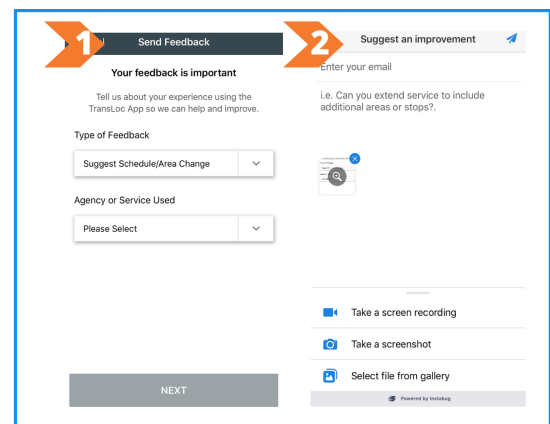 1
Send Feedback
Your feedback is important
Tell us about your experience using the
TransLoc App so we can help and improve.
Type of Feedback
Suggest Schedule/Area Change
Agency or Service Used
Please Select
NEXT
2
Suggest an improvement
Enter your email
i.e. Can you extend service to include
additional areas or stops?.
Take a screen recording
Take a screenshot
Select file from gallery
Powered by Instabug